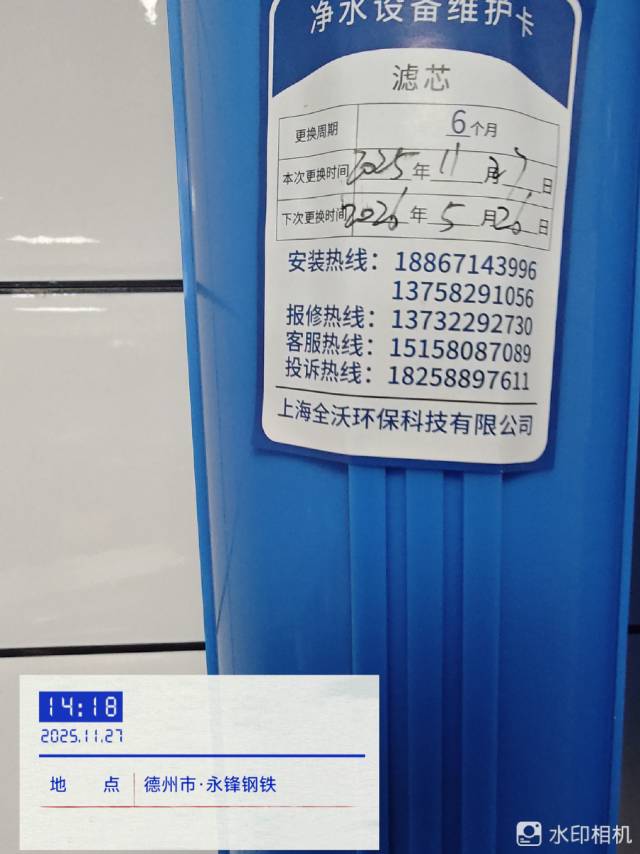 净水设备维护卡
滤芯
更换周期 6个月
本次更换时间 2025年11月27日
下次更换时间 2026年5月26日
安装热线：18867143996
13758291056
报修热线：13732292730
客服热线：15158087089
投诉热线：18258897611
上海全沃环保科技有限公司
14:18
2025.11.27
地 点 德州市·永锋钢铁
水印相机